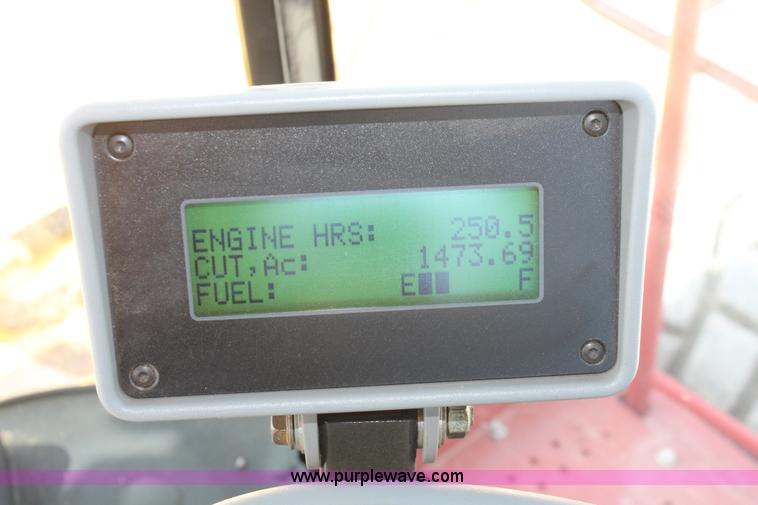 ENGINE HRS: 250.5
CUT,Ac: 1473.69
FUEL: E F
www.purplewave.com